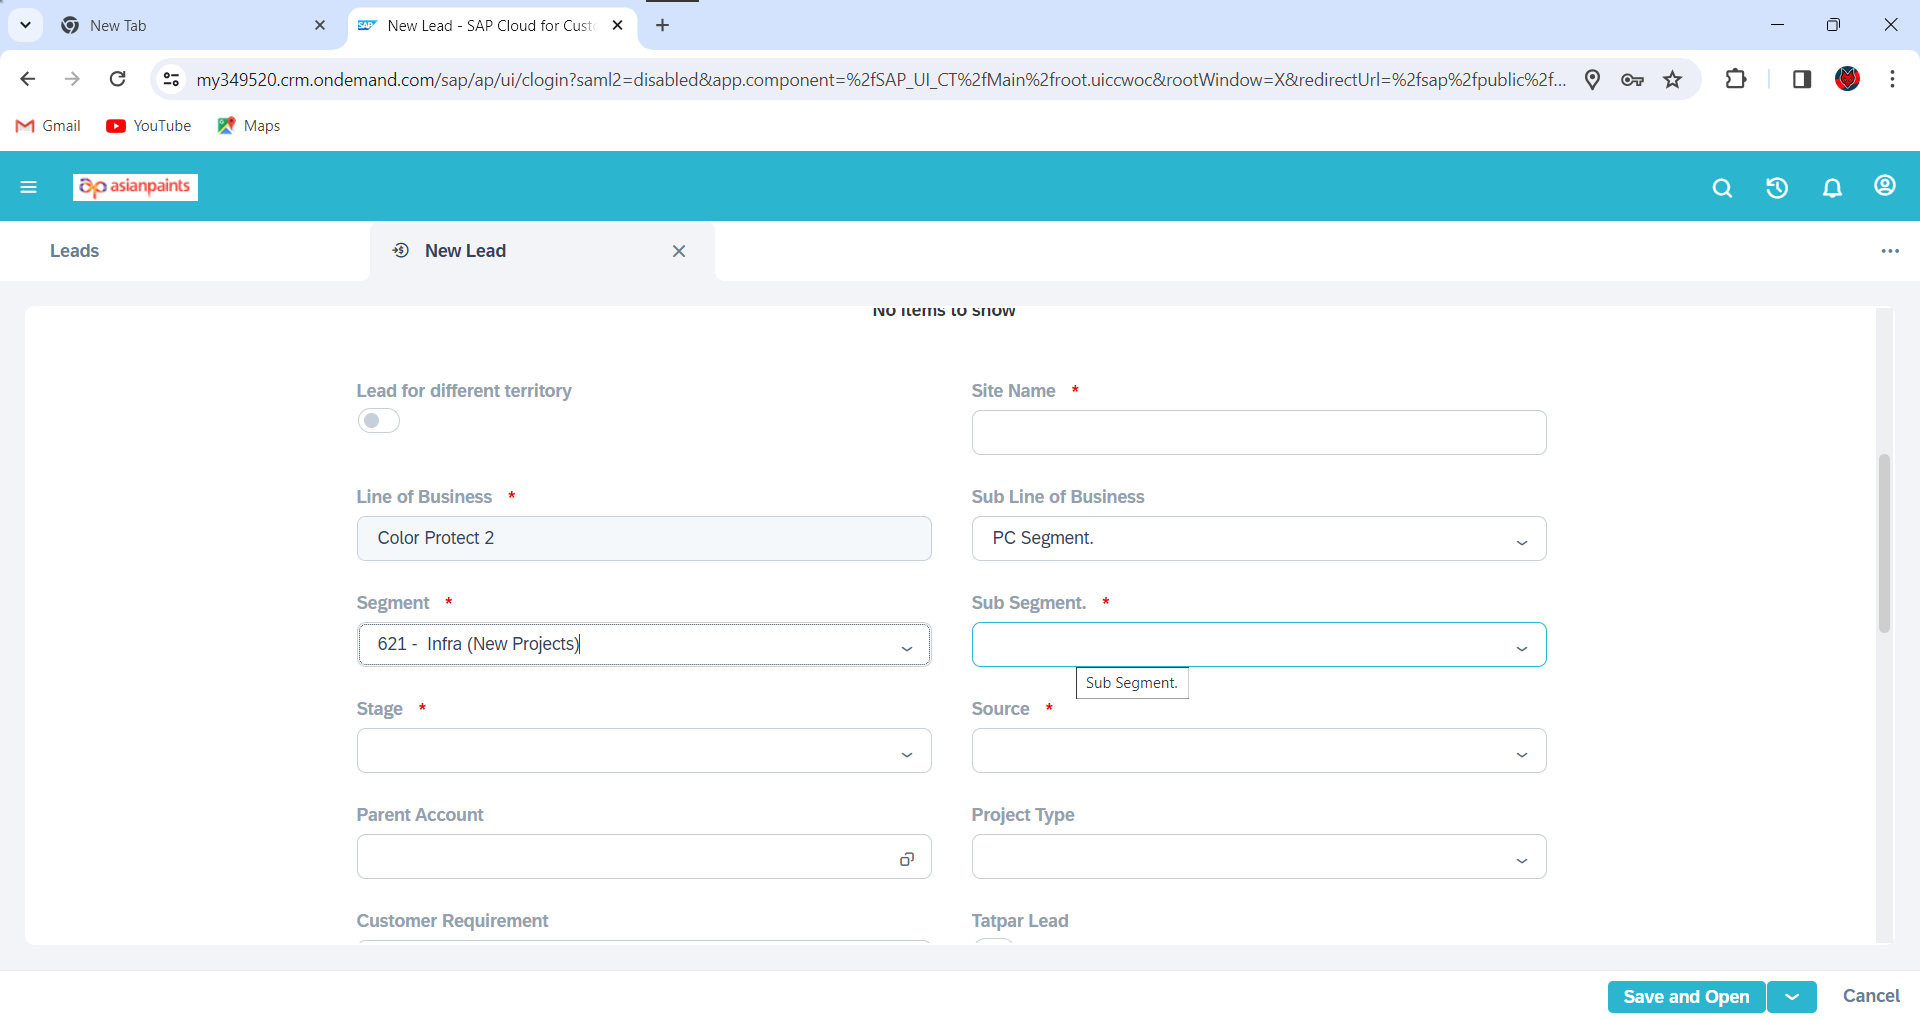 New Tab
New Lead - SAP Cloud for Cust
my349520.crm.ondemand.com/sap/ap/ui/clogin?saml2=disabled&app.component=%2fSAP_UI_CT%2fMain%2froot.uiccwoc&rootWindow=X&redirectUrl=%2fsap%2fpublic%2f...
Gmail
YouTube
Maps
asianpaints
Leads
New Lead
No items to show
Lead for different territory
Site Name *
Line of Business *
Color Protect 2
Sub Line of Business
PC Segment.
Segment *
621 - Infra (New Projects)
Sub Segment. *
Sub Segment.
Stage *
Source *
Parent Account
Project Type
Customer Requirement
Tatpar Lead
Save and Open
Cancel